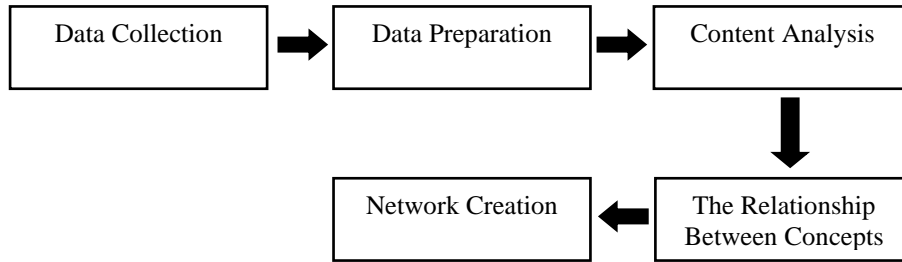 Data Collection
Data Preparation
Content Analysis
The Relationship
Between Concepts
Network Creation